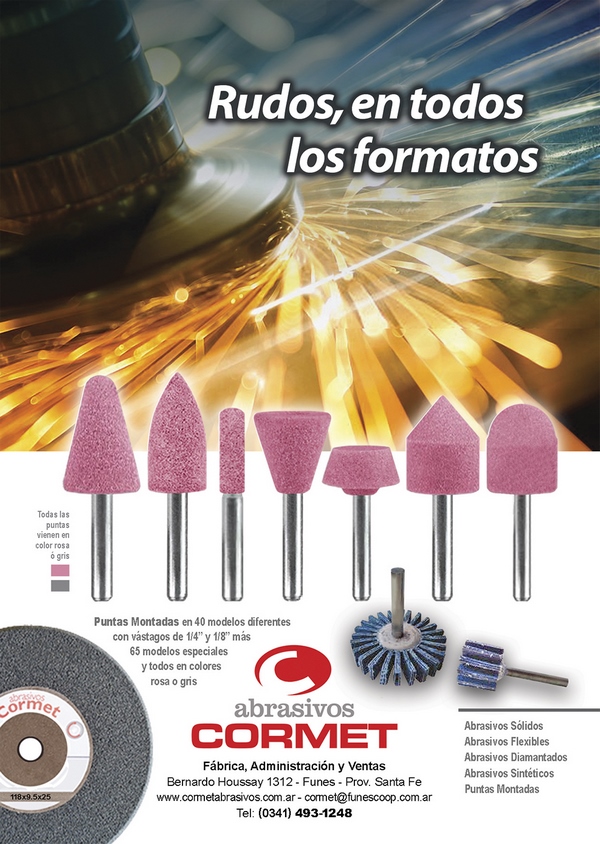 Rudos, en todos
los formatos
Todas las
puntas
vienen en
color rosa
ó gris
Puntas Montadas en 40 modelos diferentes
con vástagos de 1/4” y 1/8” más
65 modelos especiales
y todos en colores
rosa o gris
abrasivos
Cormet
118x9.5x25
abrasivos
CORMET
Fábrica, Administración y Ventas
Bernardo Houssay 1312 - Funes - Prov. Santa Fe
www.cormetabrasivos.com.ar - cormet@funescoop.com.ar
Tel: (0341) 493-1248
Abrasivos Sólidos
Abrasivos Flexibles
Abrasivos Diamantados
Abrasivos Sintéticos
Puntas Montadas